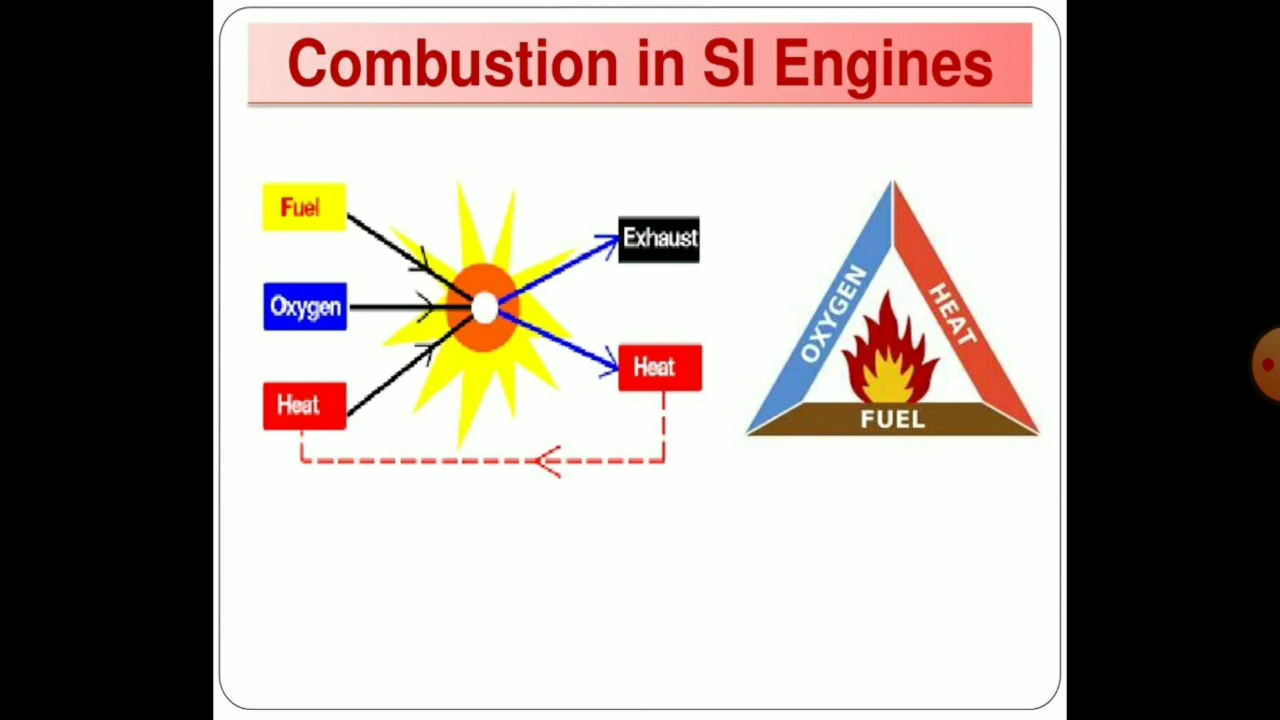 Combustion in SI Engines
Fuel
Oxygen
Heat
Exhaust
Heat
OXYGEN
HEAT
FUEL